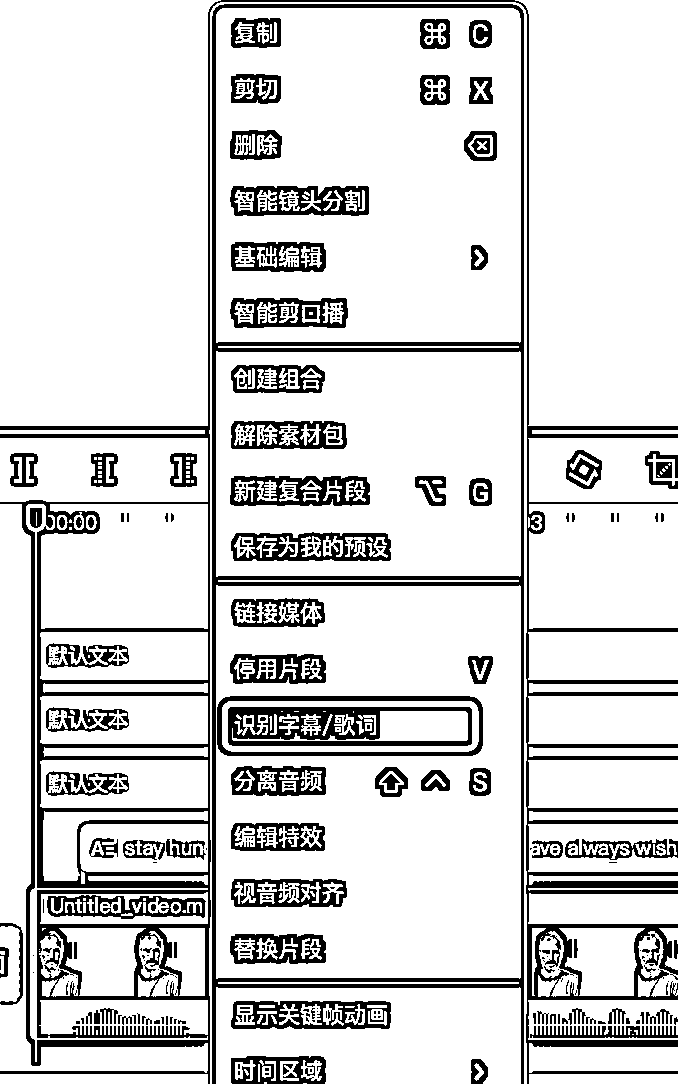 复制 ⌘ C
剪切 ⌘ X
删除
智能镜头分割
基础编辑
智能剪口播
创建组合
解除素材包
新建复合片段 ⌥ G
保存为我的预设
链接媒体
停用片段 V
识别字幕/歌词
分离音频 ⇧ ^ S
编辑特效
视音频对齐
替换片段
显示关键帧动画
时间区域
00:00
默认文本
默认文本
默认文本
stay hun
ave always wish
Untitled_video.m